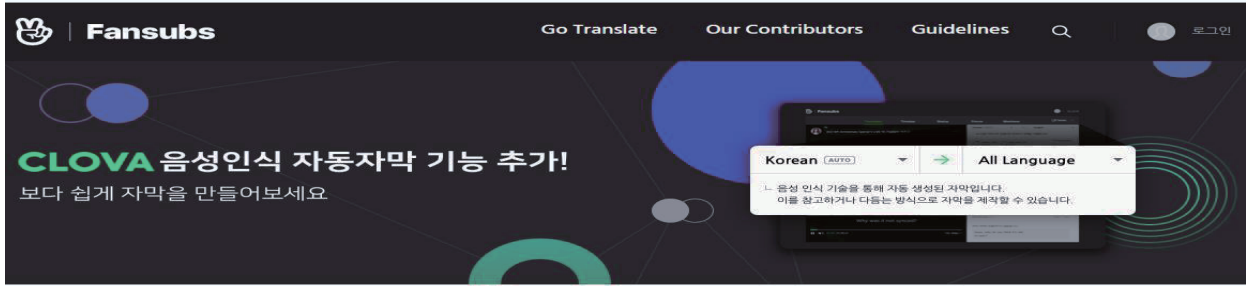 Fansubs
Go Translate
Our Contributors
Guidelines
로그인
CLOVA 음성인식 자동자막 기능 추가!
보다 쉽게 자막을 만들어보세요
Korean AUTO
All Language
ㄴ 음성 인식 기술을 통해 자동 생성된 자막입니다.
이를 참고하거나 다듬는 방식으로 자막을 제작할 수 있습니다.